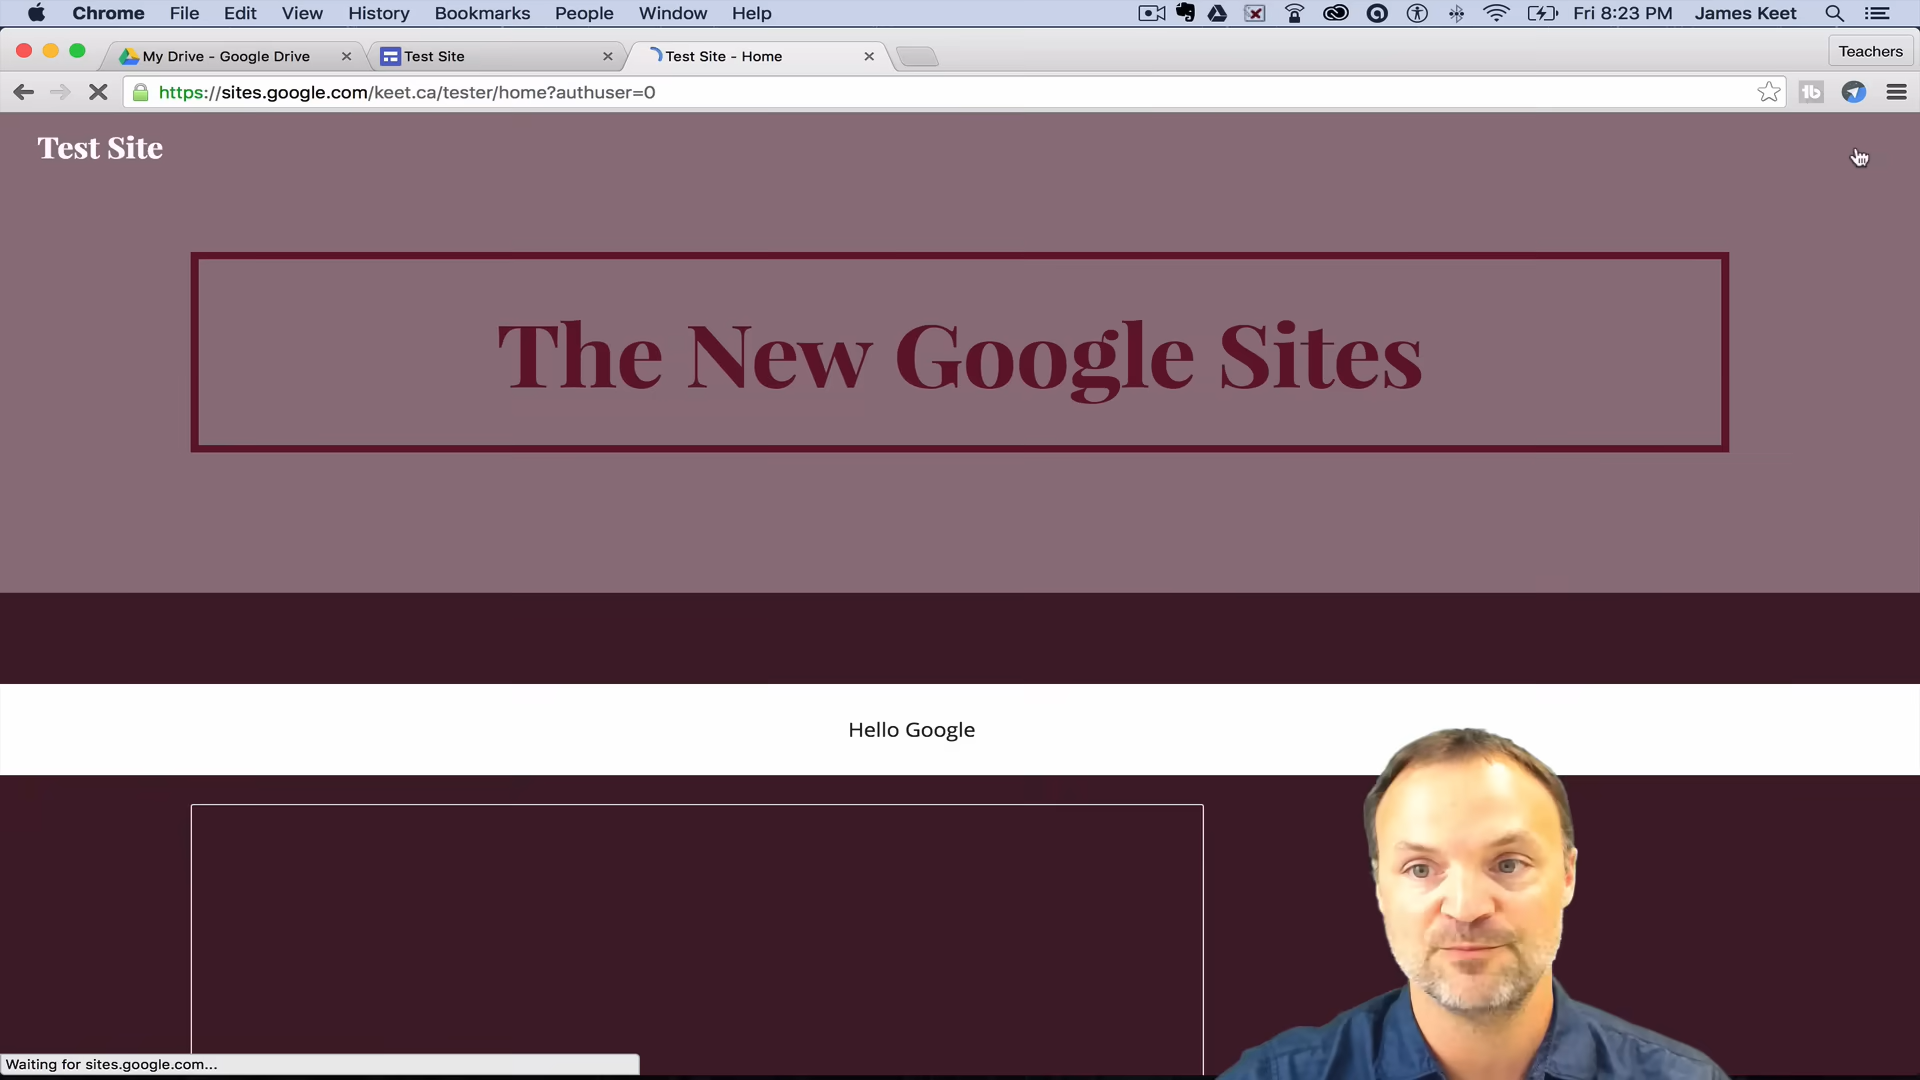 Chrome File Edit View History Bookmarks People Window Help Fri 8:23 PM James Keet
My Drive - Google Drive Test Site Test Site - Home Teachers
https://sites.google.com/keet.ca/tester/home?authuser=0
Test Site
The New Google Sites
Hello Google
Waiting for sites.google.com...